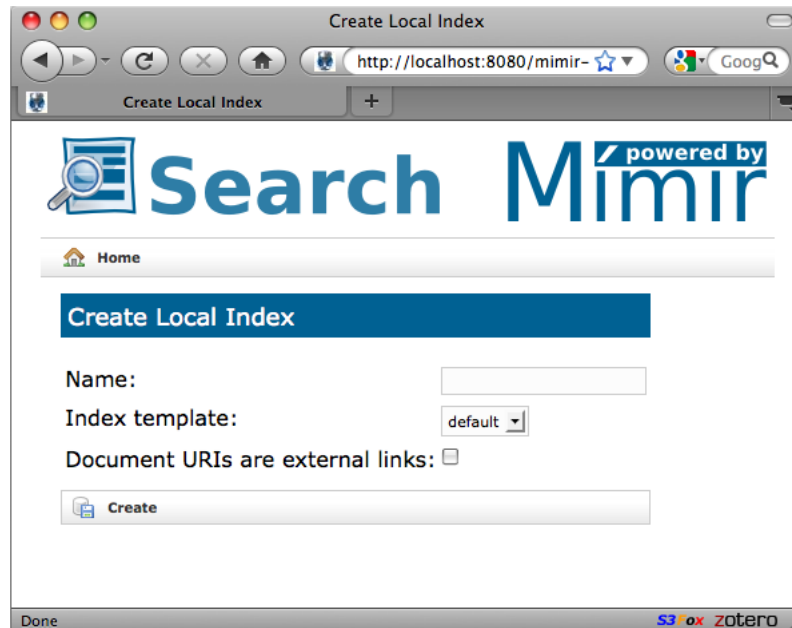 Create Local Index
http://localhost:8080/mimir-
Goog
Create Local Index +
Search
powered by
Mimir
Home
Create Local Index
Name:
Index template: default
Document URIs are external links:
Create
Done S3Fox zotero